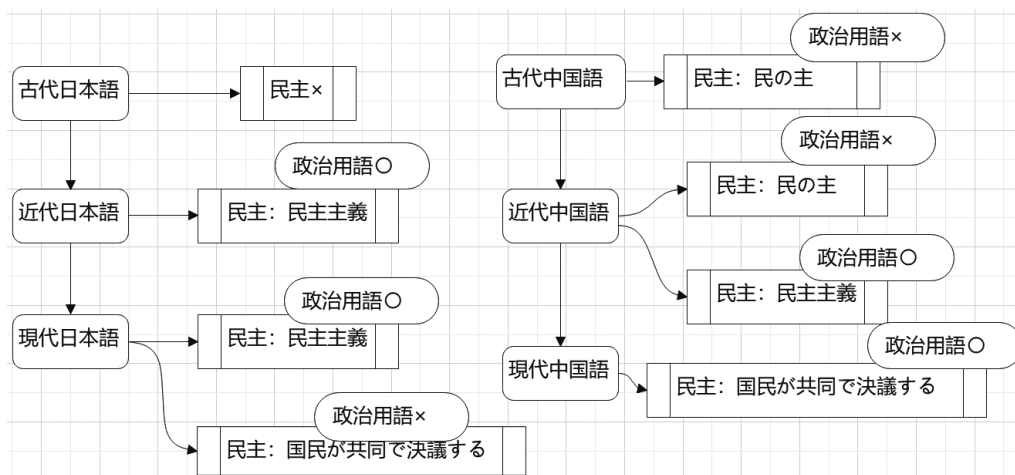 古代日本語
民主×
政治用語〇
近代日本語
民主：民主主義
政治用語〇
現代日本語
民主：民主主義
政治用語×
民主：国民が共同で決議する
政治用語×
古代中国語
民主：民の主
政治用語×
近代中国語
民主：民の主
政治用語〇
民主：民主主義
政治用語〇
現代中国語
民主：国民が共同で決議する